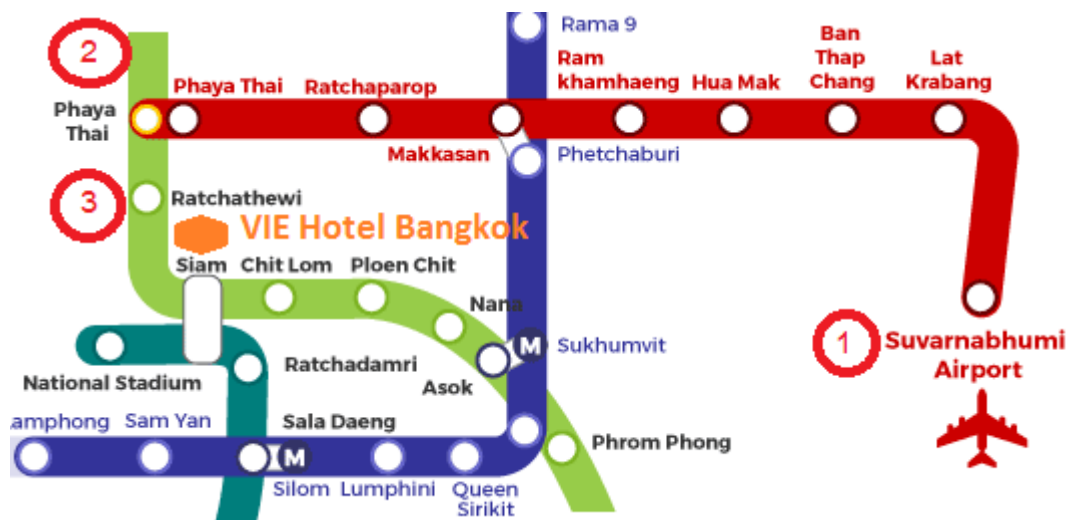 2
Rama 9
Ban
Thap
Chang
Ram
khamhaeng
Hua Mak
Lat
Krabang
Phaya Thai
Ratchaparop
Phaya
Thai
Makkasan
Phetchaburi
3
Ratchathewi
VIE Hotel Bangkok
Siam
Chit Lom
Ploen Chit
Nana
1
Suvarnabhumi
Airport
M
Sukhumvit
Ratchadamri
National Stadium
Asok
amphong
Sam Yan
Sala Daeng
Phrom Phong
M
Silom
Lumphini
Queen
Sirikit